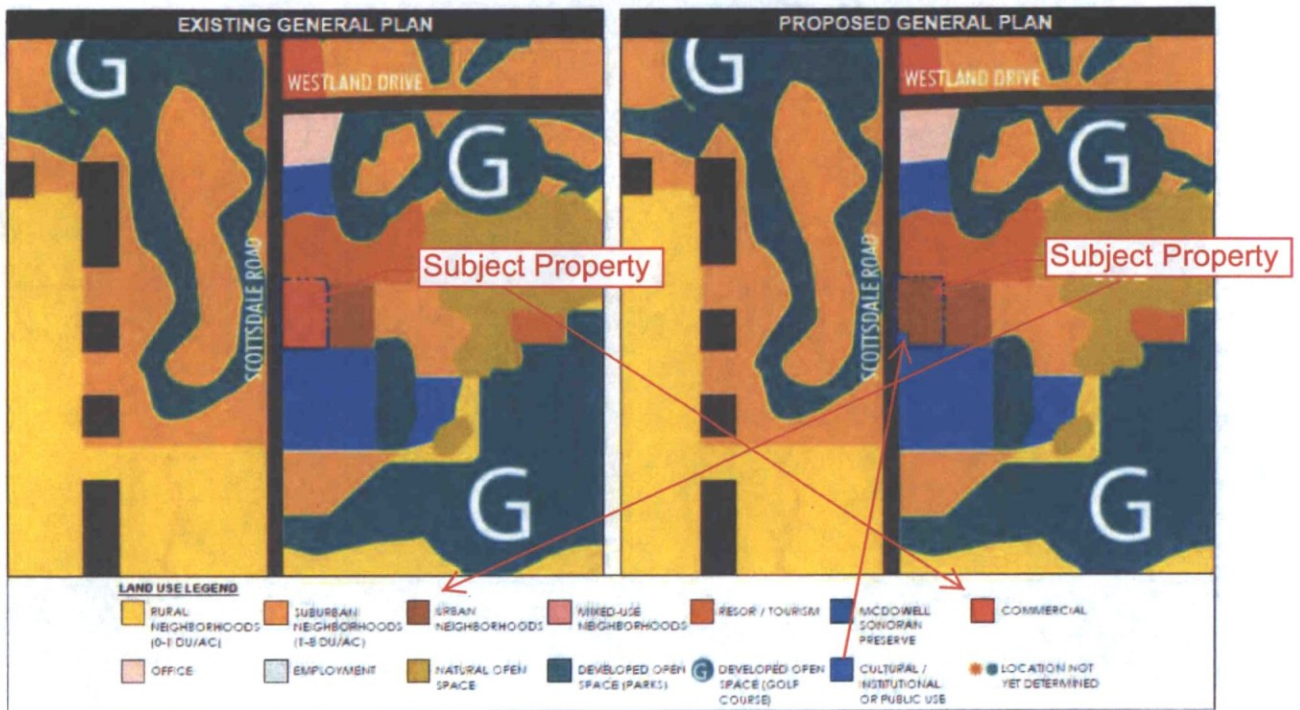 EXISTING GENERAL PLAN
PROPOSED GENERAL PLAN
G
WESTLAND DRIVE
G
SCOTTSDALE ROAD
Subject Property
G
G
WESTLAND DRIVE
G
SCOTTSDALE ROAD
Subject Property
G
LAND USE LEGEND
RURAL
NEIGHBORHOODS
(0-1 DU/AC)
SUBURBAN
NEIGHBORHOODS
(1-8 DU/AC)
URBAN
NEIGHBORHOODS
MIXED-USE
NEIGHBORHOODS
RESOR / TOURISM
MCDOWELL
SONORAN
PRESERVE
COMMERCIAL
OFFICE
EMPLOYMENT
NATURAL OPEN
SPACE
DEVELOPED OPEN
SPACE (PARKS)
G DEVELOPED OPEN
SPACE (GOLF
COURSE)
CULTURAL /
INSTITUTIONAL
OR PUBLIC USE
LOCATION NOT
YET DETERMINED